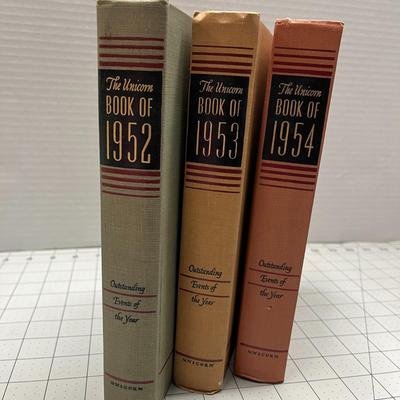 The Unicorn
BOOK OF
1952
Outstanding
Events of
the Year
UNICORN
The Unicorn
BOOK OF
1953
Outstanding
Events of
the Year
UNICORN
The Unicorn
BOOK OF
1954
Outstanding
Events of
the Year
UNICORN